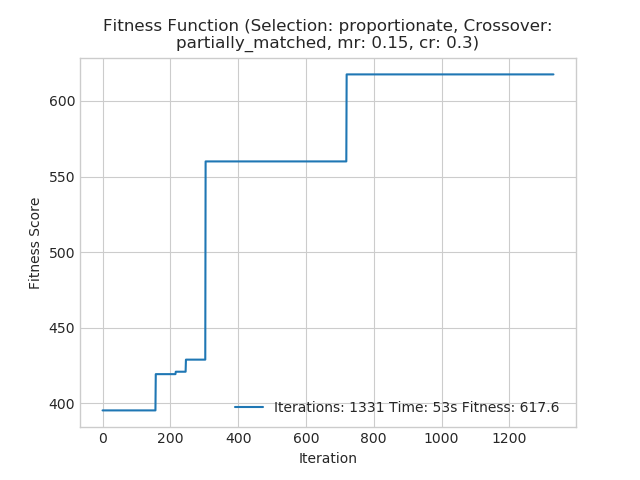 Fitness Function (Selection: proportionate, Crossover:
partially_matched, mr: 0.15, cr: 0.3)
Fitness Score
600
550
500
450
400
Iterations: 1331 Time: 53s Fitness: 617.6
0 200 400 600 800 1000 1200
Iteration